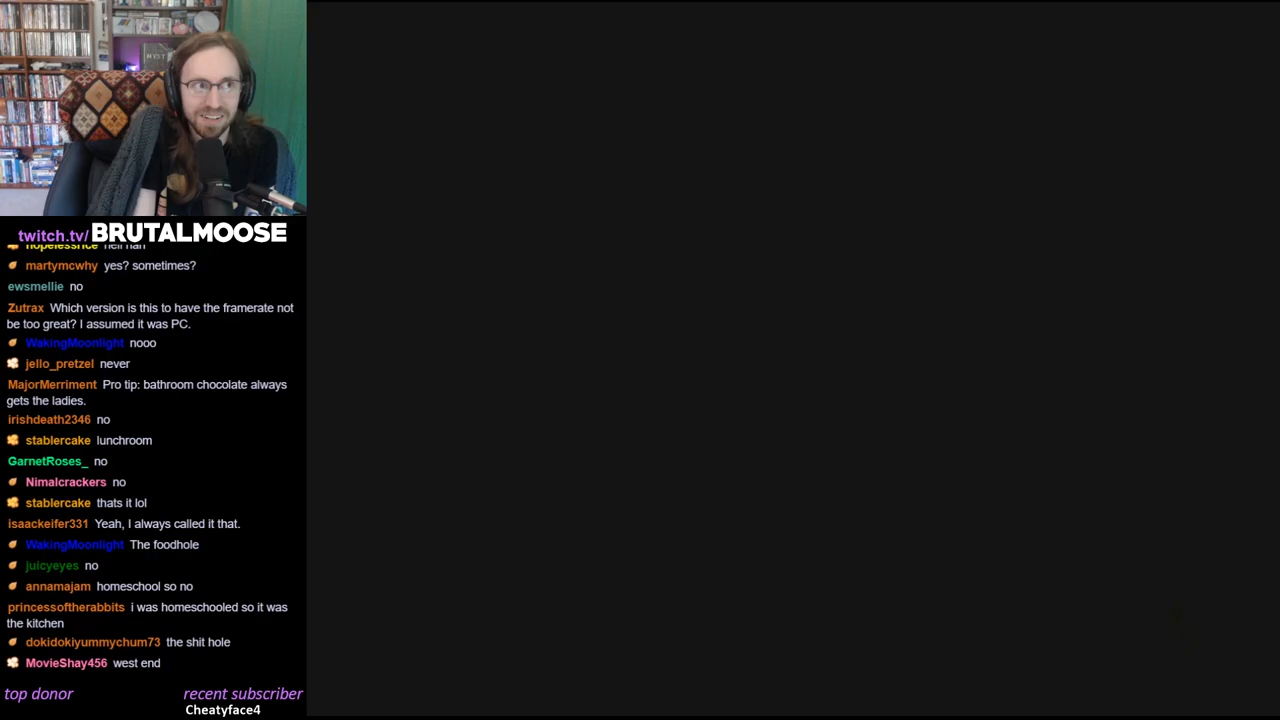 MYST
twitch.tv/BRUTALMOOSE
hopelessrice hell nah
martymcwhy yes? sometimes?
ewsmellie no
Zutrax Which version is this to have the framerate not
be too great? I assumed it was PC.
WakingMoonlight nooo
jello_pretzel never
MajorMerriment Pro tip: bathroom chocolate always
gets the ladies.
irishdeath2346 no
stablercake lunchroom
GarnetRoses_ no
Nimalcrackers no
stablercake thats it lol
isaackeifer331 Yeah, I always called it that.
WakingMoonlight The foodhole
juicyeyes no
annamajam homeschool so no
princessoftherabbits i was homeschooled so it was
the kitchen
dokidokiyummychum73 the shit hole
MovieShay456 west end
top donor
recent subscriber
Cheatyface4